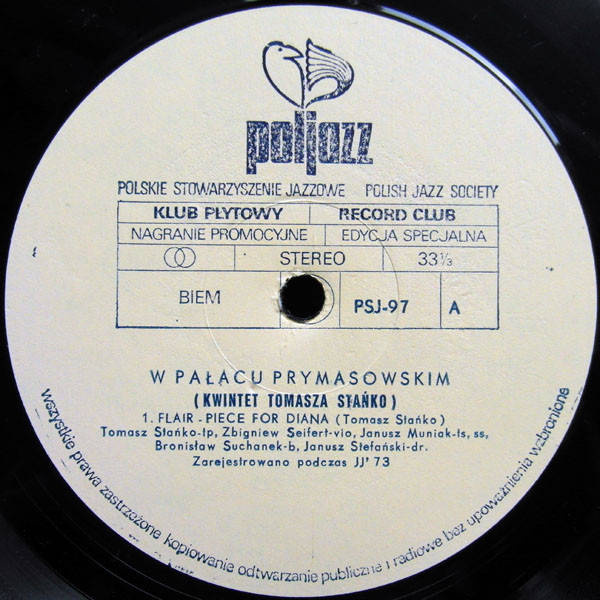 poljazz
POLSKIE STOWARZYSZENIE JAZZOWE POLISH JAZZ SOCIETY
KLUB PŁYTOWY RECORD CLUB
NAGRANIE PROMOCYJNE EDYCJA SPECJALNA
STEREO 33 1/3
BIEM PSJ-97 A
W PAŁACU PRYMASOWSKIM
(KWINTET TOMASZA STAŃKO)
1. FLAIR - PIECE FOR DIANA (Tomasz Stańko)
Tomasz Stańko-tp, Zbigniew Seifert-vio, Janusz Muniak-ts, ss,
Bronisław Suchanek-b, Janusz Stefański-dr.
Zarejestrowano podczas JJ'73
wszystkie prawa zastrzeżone kopiowanie odtwarzanie publiczne i radiowe bez upoważnienia wzbronione